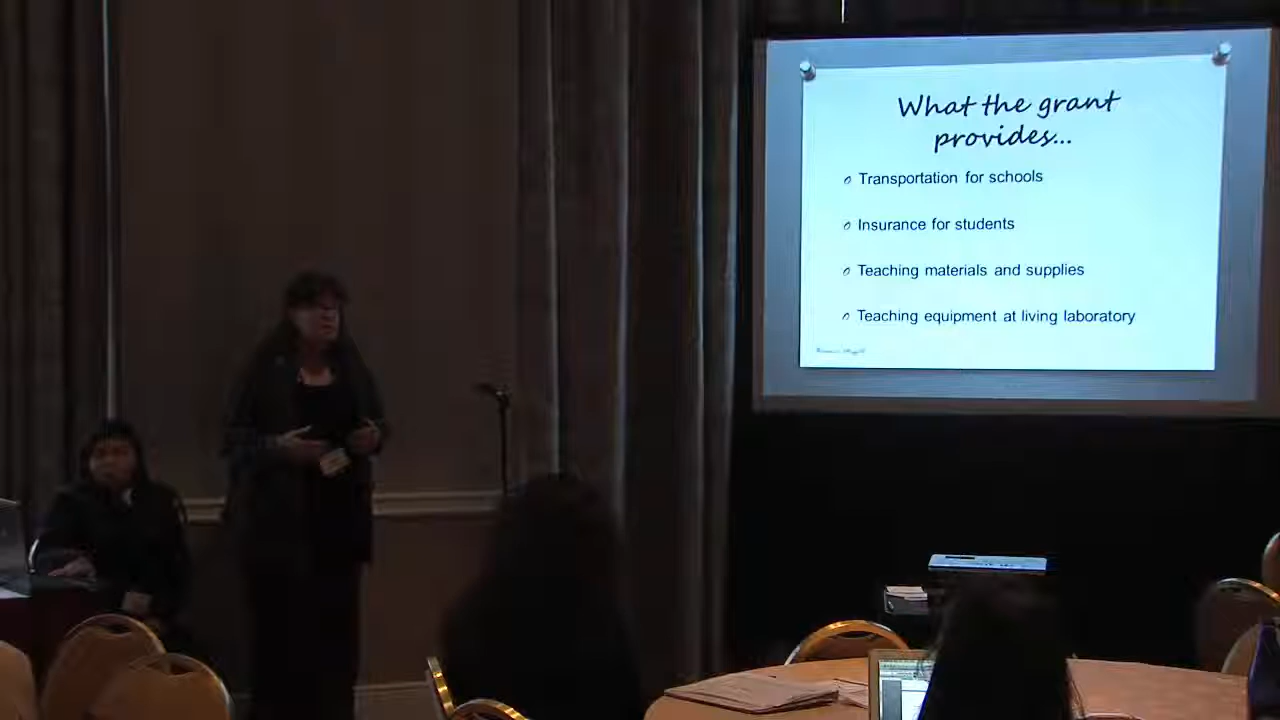 What the grant
provides...
Transportation for schools
Insurance for students
Teaching materials and supplies
Teaching equipment at living laboratory